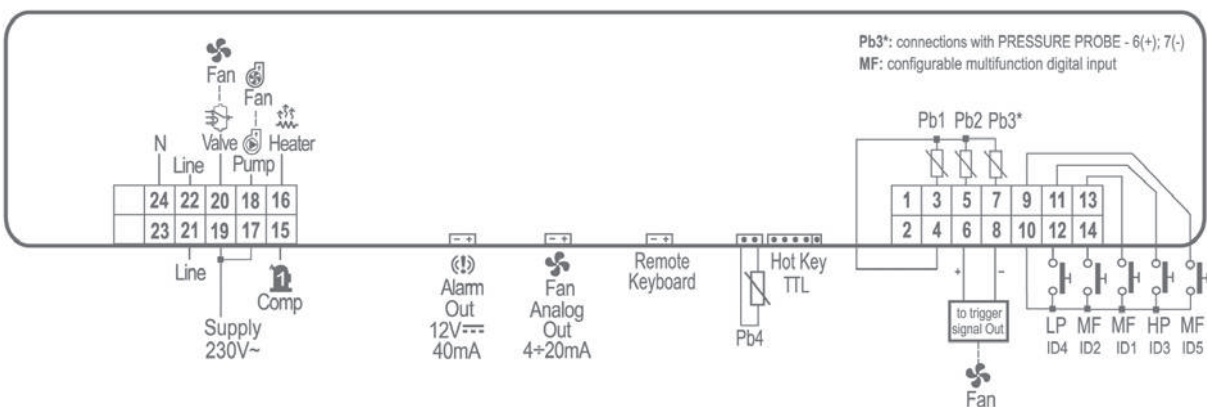 Pb3*: connections with PRESSURE PROBE - 6(+); 7(-)
MF: configurable multifunction digital input
Fan
Fan
N
Line
Valve
Pump
Heater
24 22 20 18 16
23 21 19 17 15
Line
Supply
230V~
1
Comp
Alarm
Out
12V⎓
40mA
Fan
Analog
Out
4÷20mA
- +
- +
- +
Remote
Keyboard
Pb4
Hot Key
TTL
Pb1 Pb2 Pb3*
1 3 5 7 9 11 13
2 4 6 8 10 12 14
+ −
to trigger
signal Out
Fan
LP MF MF HP MF
ID4 ID2 ID1 ID3 ID5